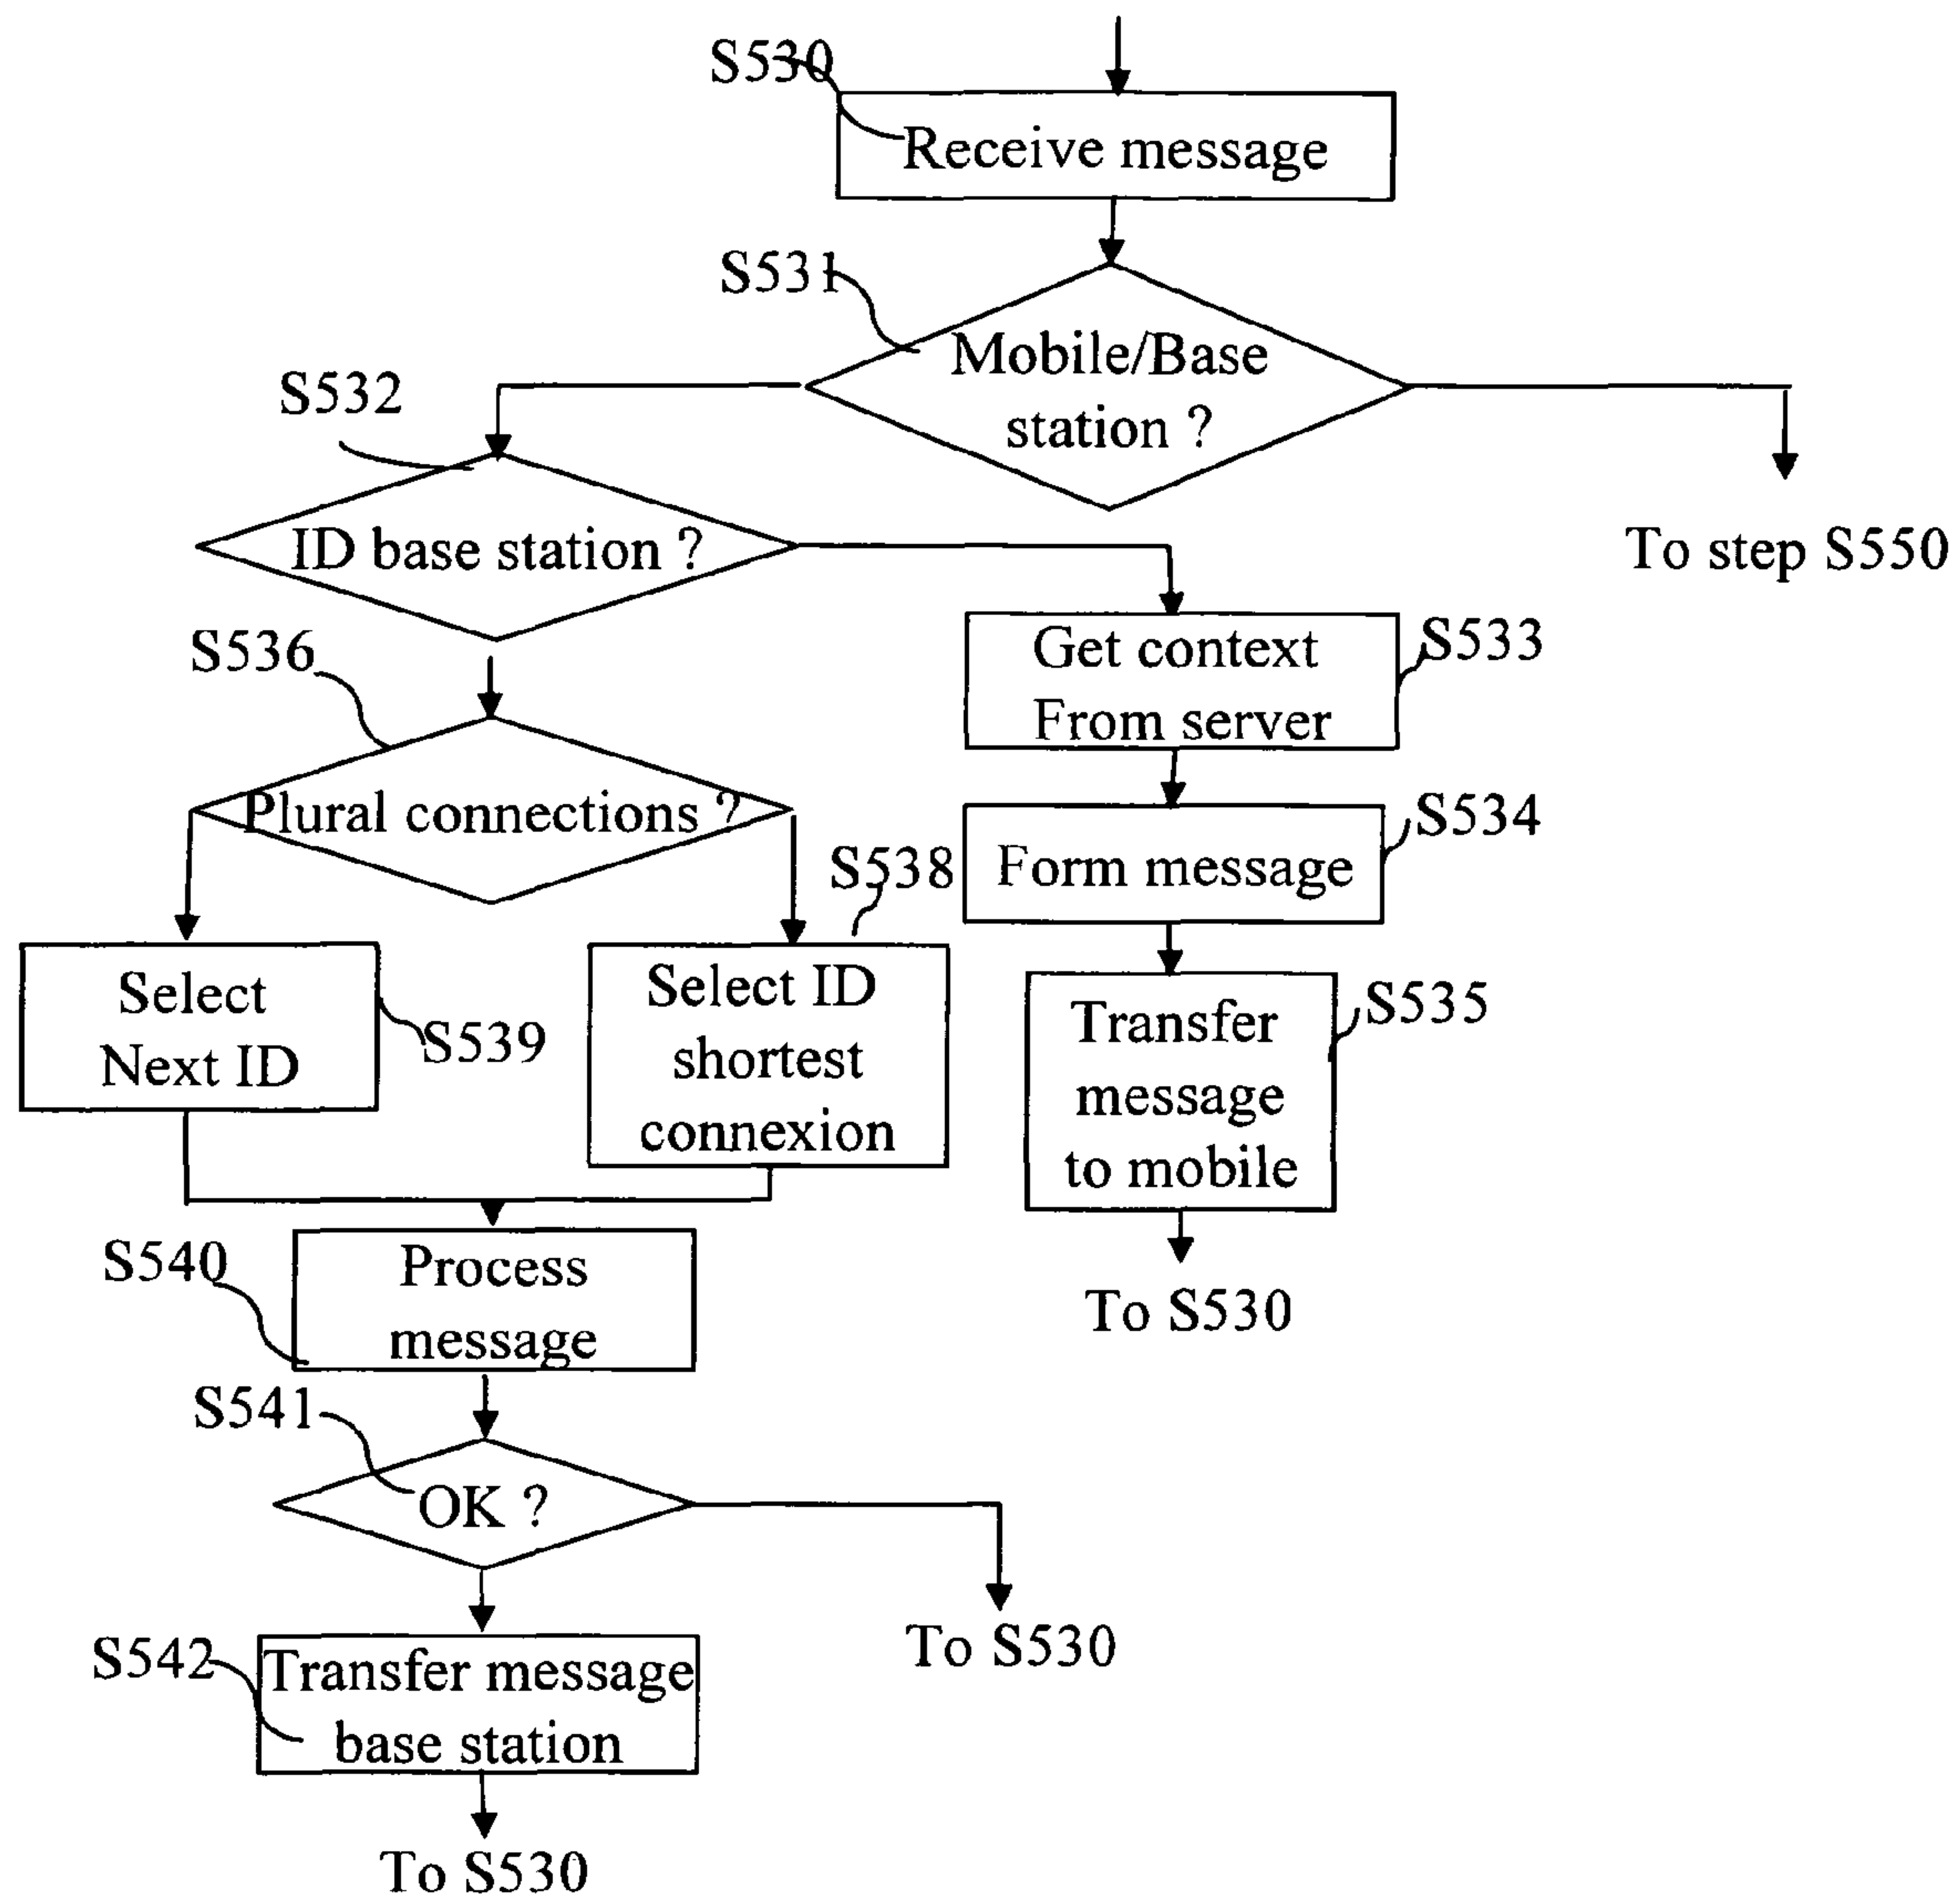 S530
Receive message
S531
Mobile/Base
station ?
S532
ID base station ?
To step S550
S536
Get context
From server
S533
Plural connections ?
S534
Form message
S538
Select
Next ID
S539
Select ID
shortest
connexion
Transfer
message
to mobile
S535
S540
Process
message
To S530
S541
OK ?
To S530
S542
Transfer message
base station
To S530